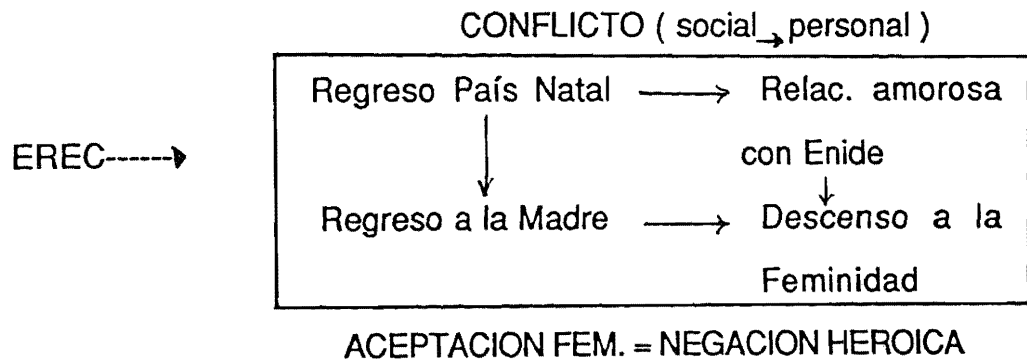 CONFLICTO ( social→personal )
Regreso País Natal → Relac. amorosa
EREC------→ con Enide
Regreso a la Madre → Descenso a la
Feminidad
ACEPTACION FEM. = NEGACION HEROICA